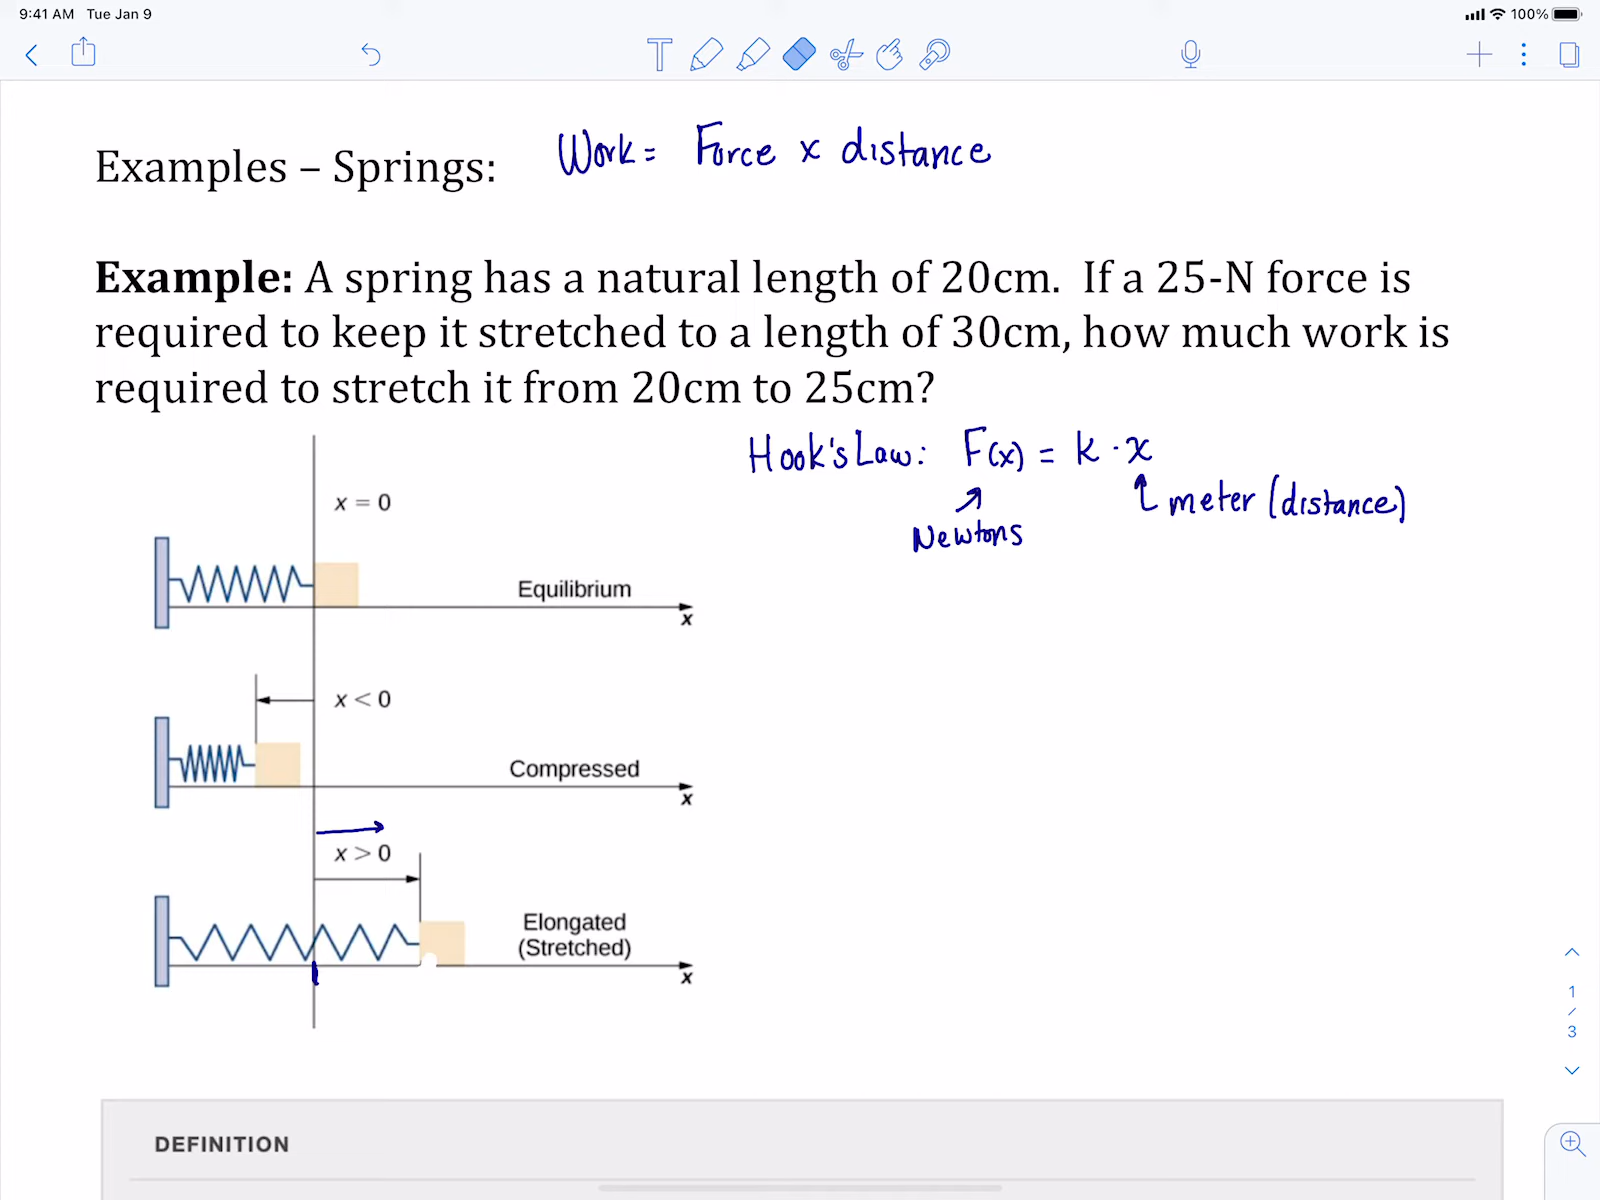 9:41 AM Tue Jan 9
100%
Examples – Springs:
Work = Force x distance
Example: A spring has a natural length of 20cm. If a 25-N force is
required to keep it stretched to a length of 30cm, how much work is
required to stretch it from 20cm to 25cm?
Hook's Law: F(x) = k · x
meter (distance)
Newtons
x = 0
Equilibrium
x
x < 0
Compressed
x
x > 0
Elongated
(Stretched)
x
1
/
3
DEFINITION